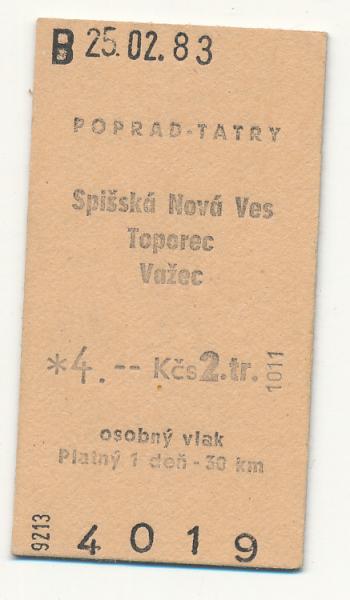 B 25.02.83
POPRAD-TATRY
Spišská Nová Ves
Toporec
Važec
*4.-- Kčs 2.tr.
1011
osobný vlak
Platný 1 deň - 30 km
9213
4019